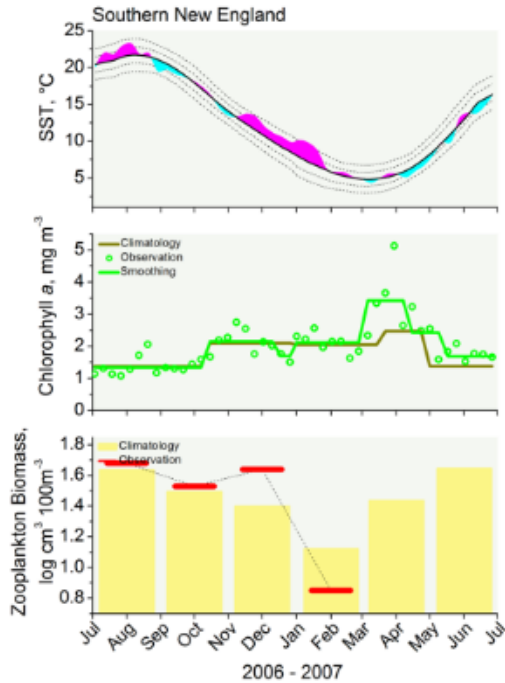 Southern New England
SST, °C
25
20
15
10
5
Chlorophyll a, mg m-3
Climatology
Observation
Smoothing
6
5
4
3
2
1
0
Zooplankton Biomass,
log cm³ 100m-3
Climatology
Observation
1.8
1.6
1.4
1.2
1.0
0.8
Jul Aug Sep Oct Nov Dec Jan Feb Mar Apr May Jun Jul
2006 - 2007